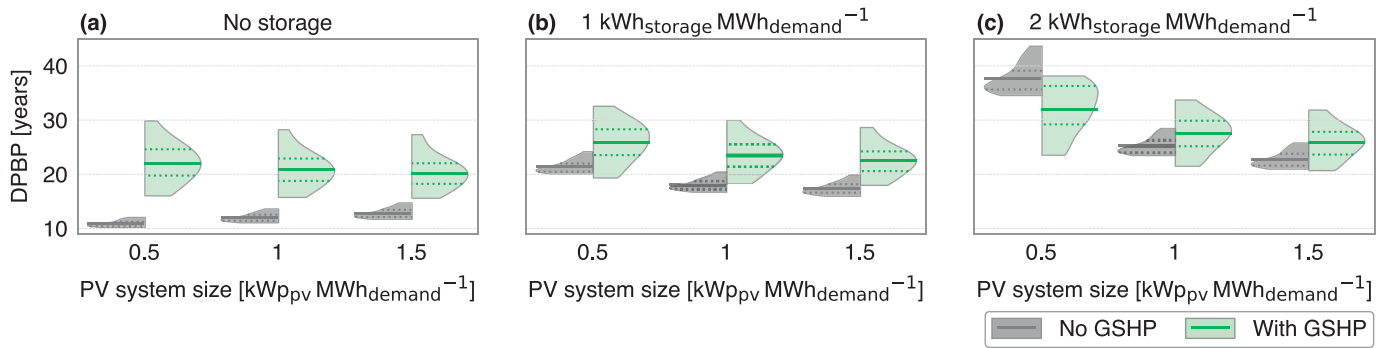 (a) No storage
(b) 1 kWh_storage MWh_demand^−1
(c) 2 kWh_storage MWh_demand^−1
DPBP [years]
40
30
20
10
0.5 1 1.5
0.5 1 1.5
0.5 1 1.5
PV system size [kWp_pv MWh_demand^−1]
PV system size [kWp_pv MWh_demand^−1]
PV system size [kWp_pv MWh_demand^−1]
No GSHP With GSHP